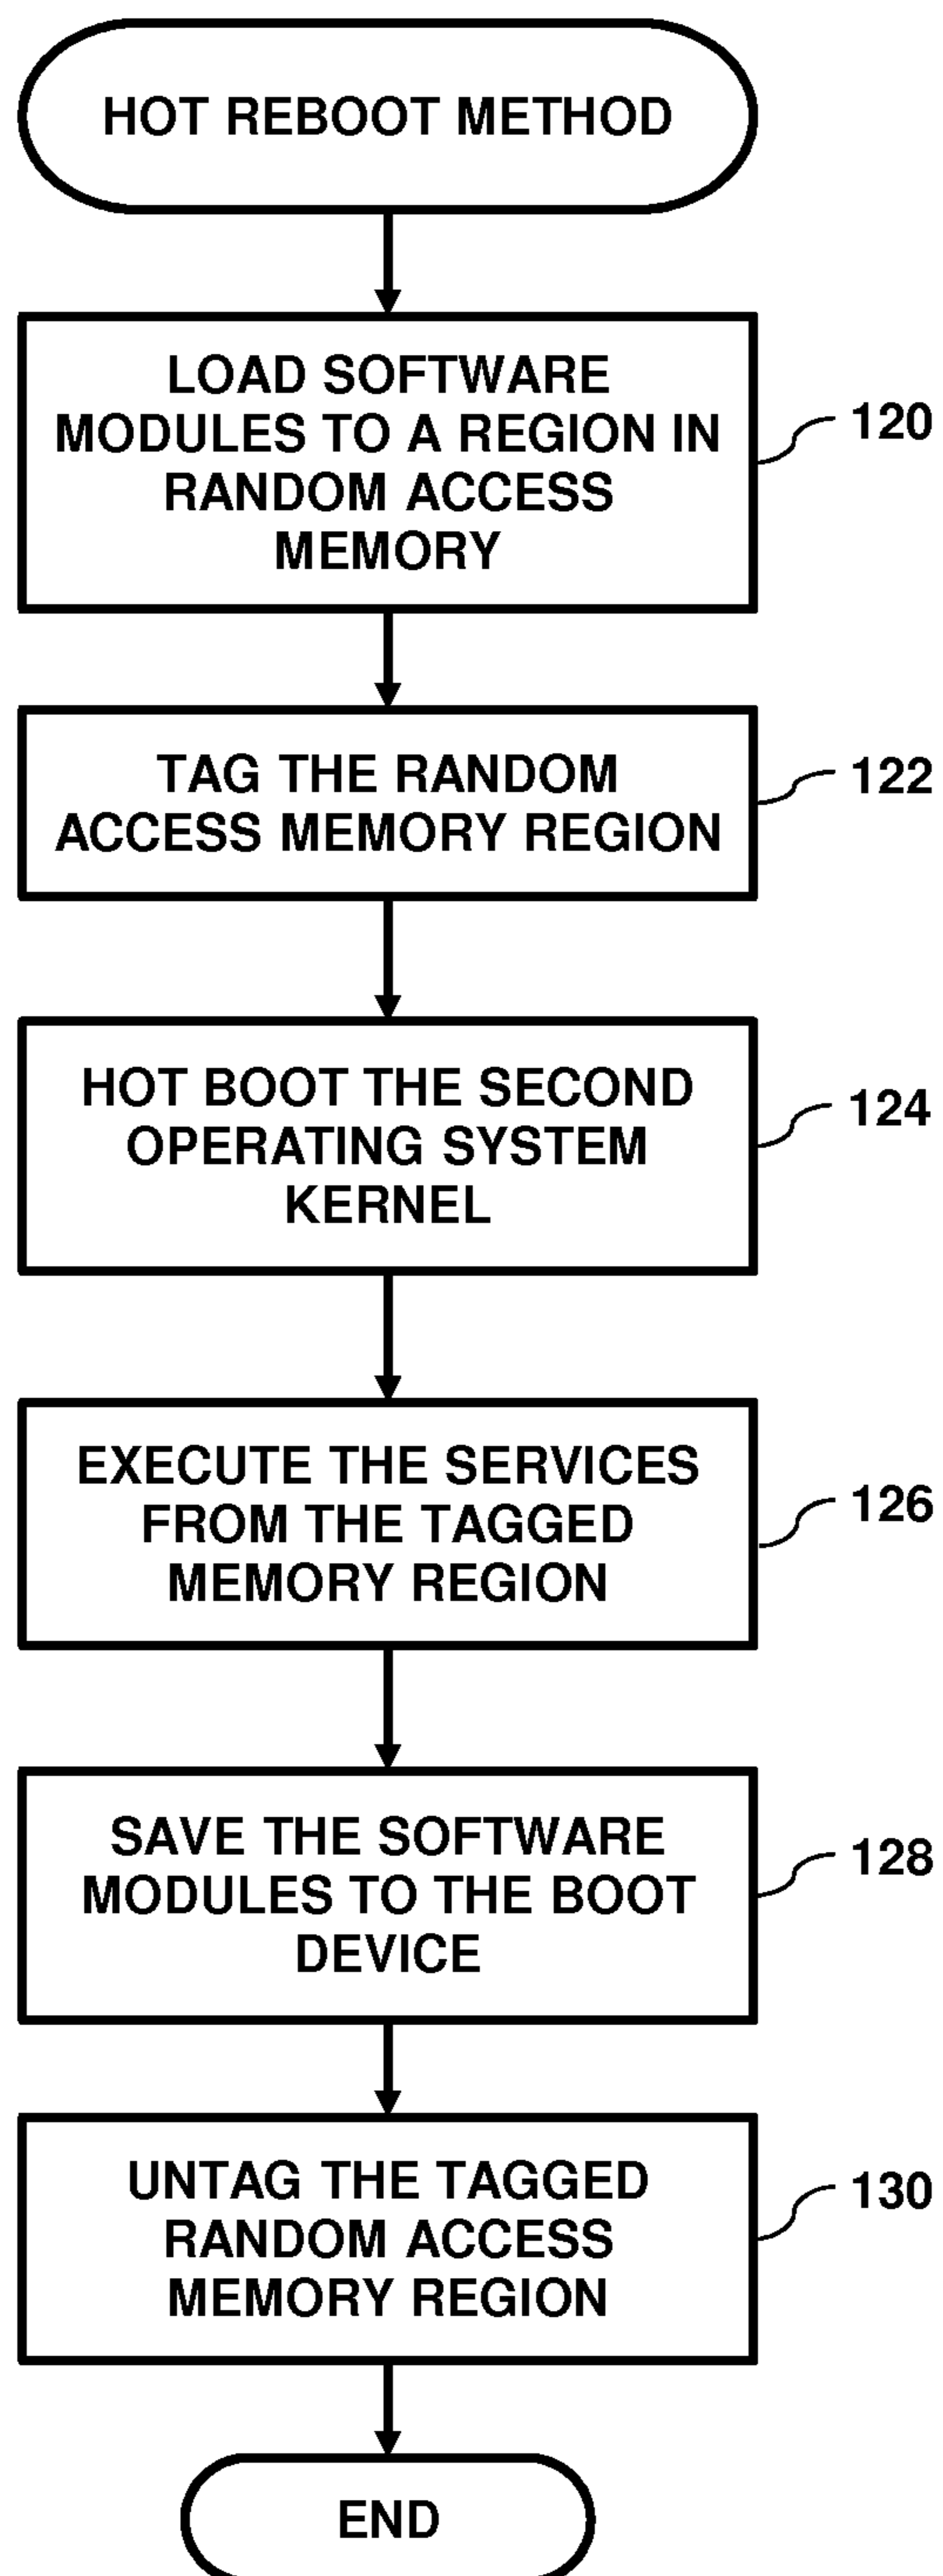 HOT REBOOT METHOD
LOAD SOFTWARE
MODULES TO A REGION IN
RANDOM ACCESS
MEMORY
120
TAG THE RANDOM
ACCESS MEMORY REGION
122
HOT BOOT THE SECOND
OPERATING SYSTEM
KERNEL
124
EXECUTE THE SERVICES
FROM THE TAGGED
MEMORY REGION
126
SAVE THE SOFTWARE
MODULES TO THE BOOT
DEVICE
128
UNTAG THE TAGGED
RANDOM ACCESS
MEMORY REGION
130
END